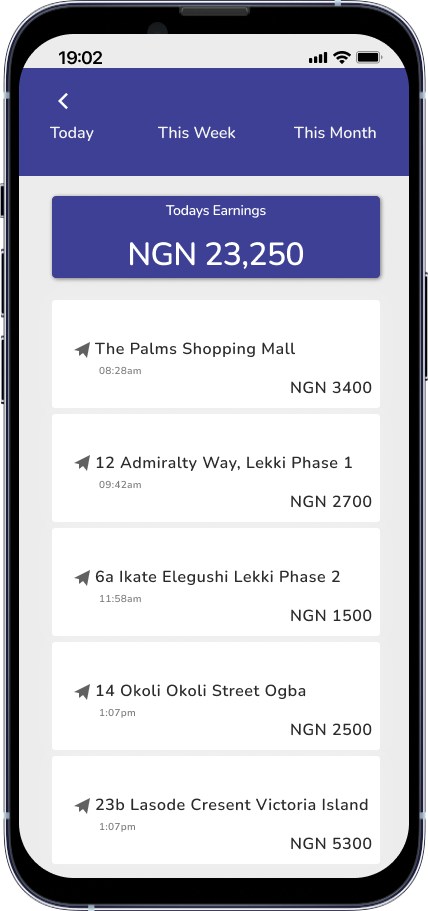 19:02
Today This Week This Month
Todays Earnings
NGN 23,250
The Palms Shopping Mall
08:28am
NGN 3400
12 Admiralty Way, Lekki Phase 1
09:42am
NGN 2700
6a Ikate Elegushi Lekki Phase 2
11:58am
NGN 1500
14 Okoli Okoli Street Ogba
1:07pm
NGN 2500
23b Lasode Cresent Victoria Island
1:07pm
NGN 5300